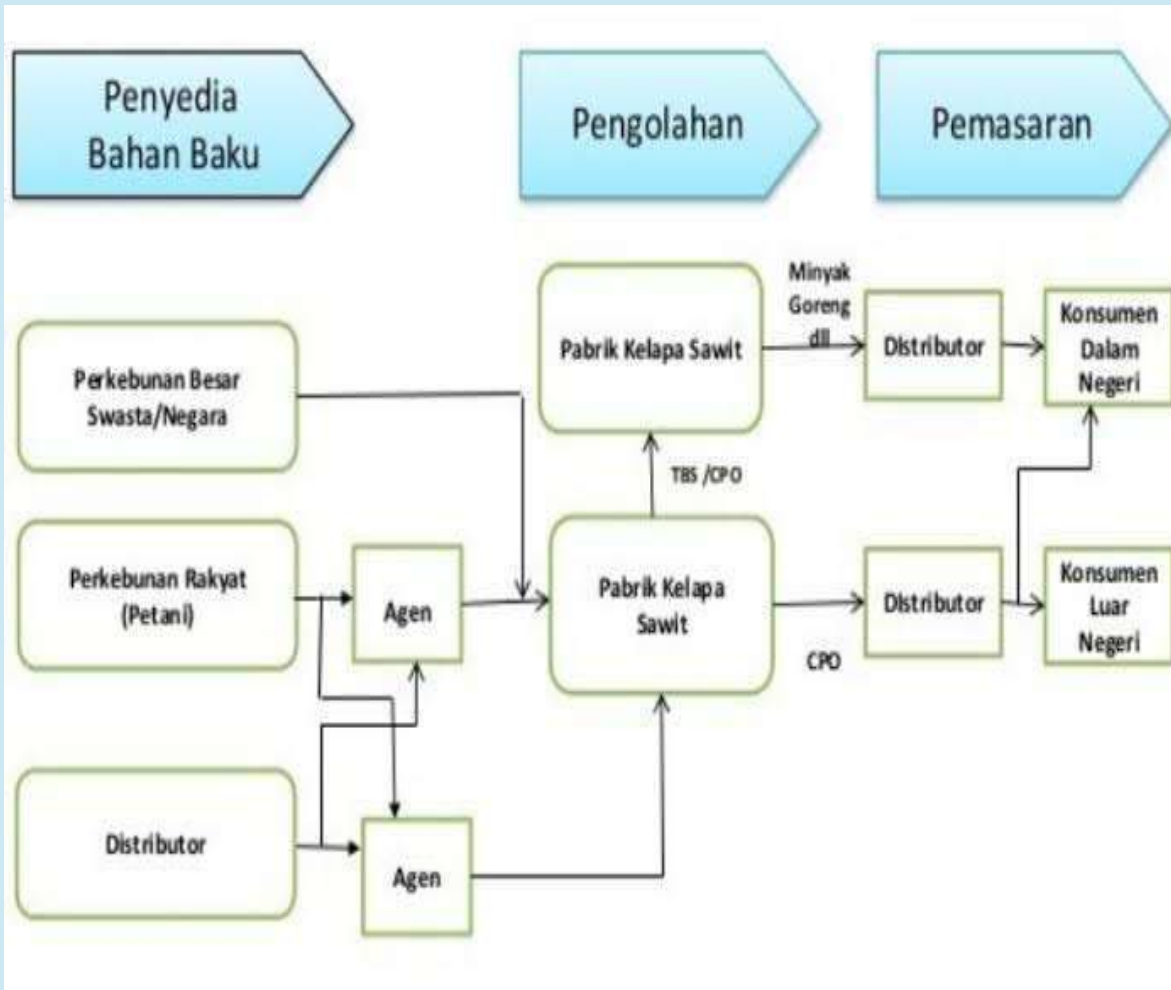 Penyedia
Bahan Baku
Pengolahan
Pemasaran
Perkebunan Besar
Swasta/Negara
Perkebunan Rakyat
(Petani)
Distributor
Agen
Agen
Pabrik Kelapa Sawit
TBS /CPO
Pabrik Kelapa
Sawit
Minyak
Goreng
dll
CPO
Distributor
Distributor
Konsumen
Dalam
Negeri
Konsumen
Luar
Negeri